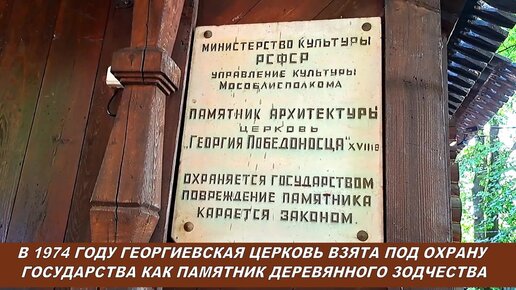 МИНИСТЕРСТВО КУЛЬТУРЫ
РСФСР
УПРАВЛЕНИЕ КУЛЬТУРЫ
МОСОБЛИСПОЛКОМА
ПАМЯТНИК АРХИТЕКТУРЫ
ЦЕРКОВЬ
"ГЕОРГИЯ ПОБЕДОНОСЦА" XVIIIв
ОХРАНЯЕТСЯ ГОСУДАРСТВОМ
ПОВРЕЖДЕНИЕ ПАМЯТНИКА
КАРАЕТСЯ ЗАКОНОМ.
В 1974 ГОДУ ГЕОРГИЕВСКАЯ ЦЕРКОВЬ ВЗЯТА ПОД ОХРАНУ
ГОСУДАРСТВА КАК ПАМЯТНИК ДЕРЕВЯННОГО ЗОДЧЕСТВА